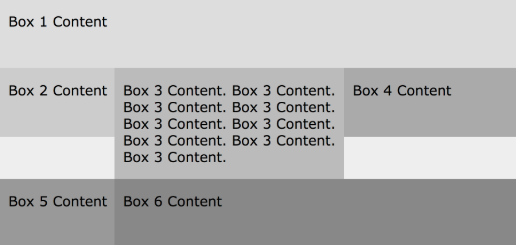 Box 1 Content
Box 2 Content
Box 3 Content. Box 3 Content.
Box 3 Content. Box 3 Content.
Box 3 Content. Box 3 Content.
Box 3 Content. Box 3 Content.
Box 3 Content.
Box 4 Content
Box 5 Content
Box 6 Content